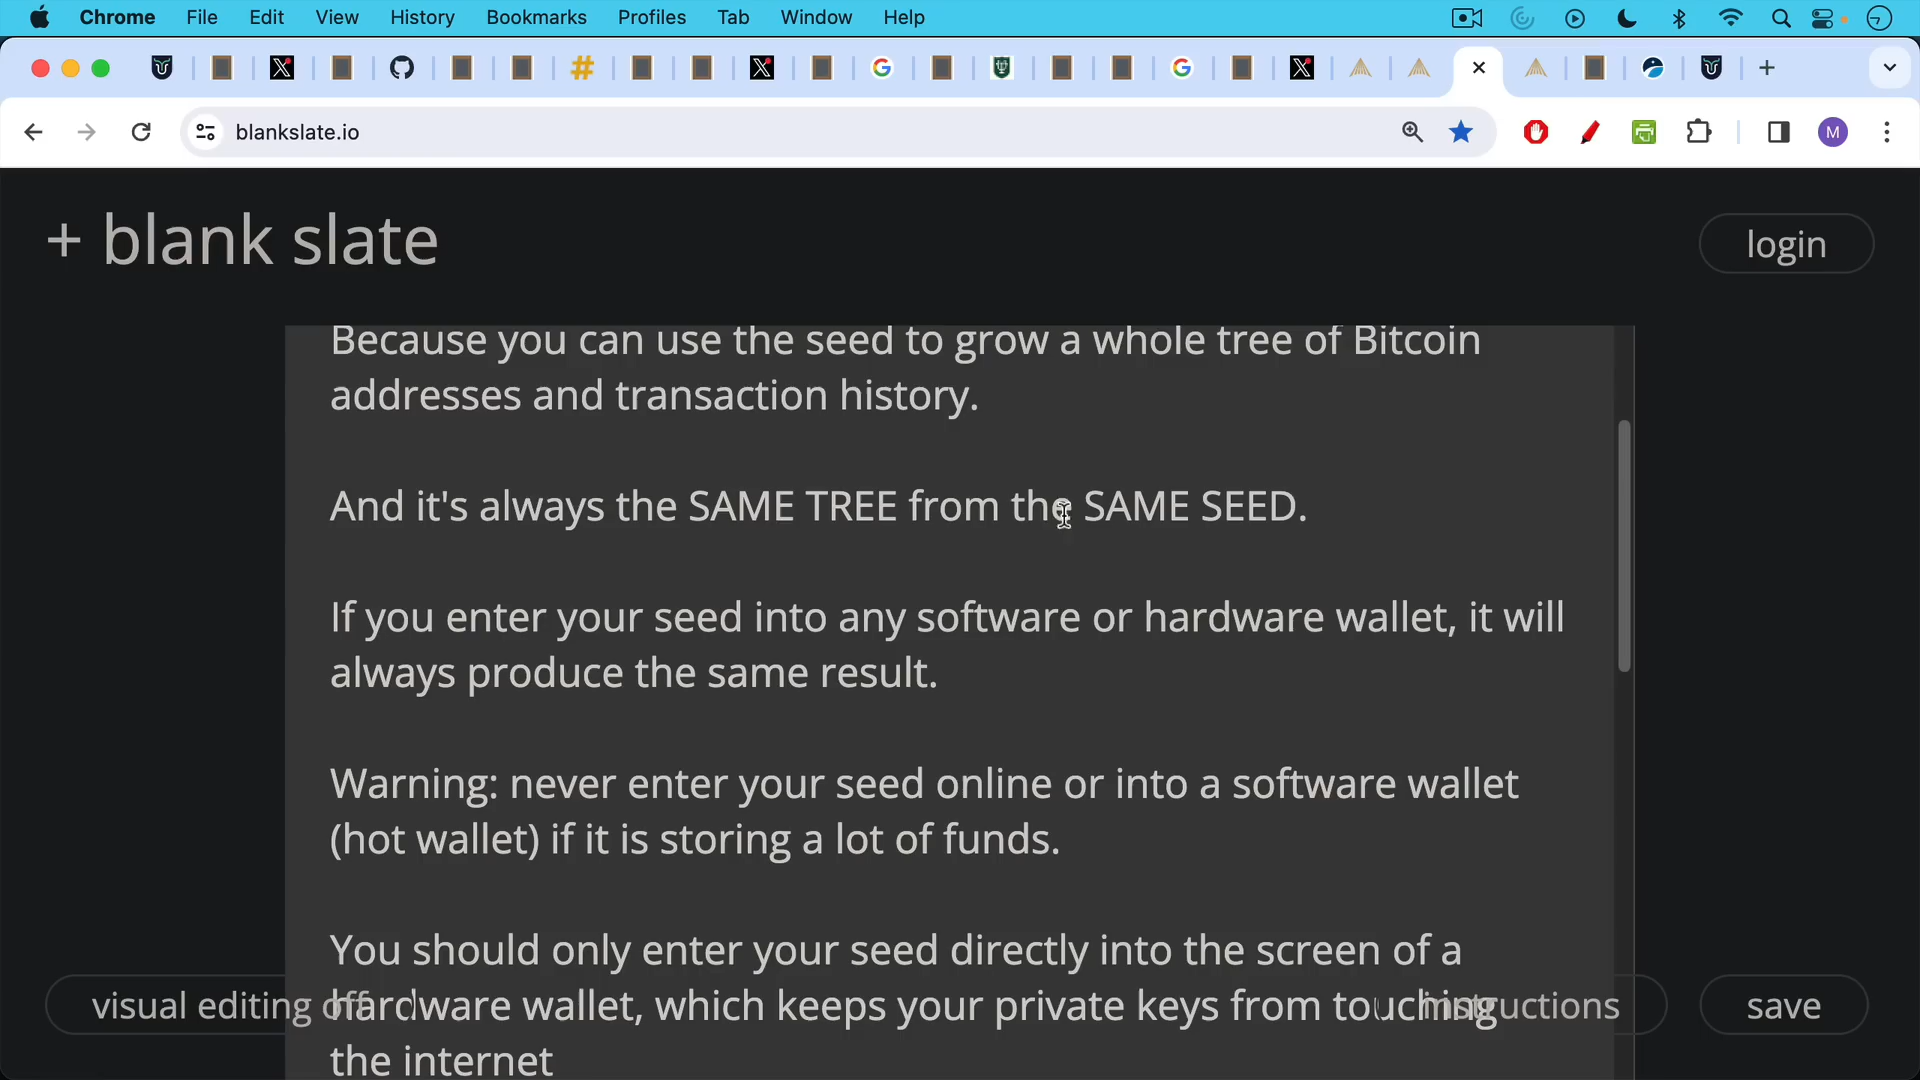 Chrome File Edit View History Bookmarks Profiles Tab Window Help
blankslate.io
M
+ blank slate
login
Because you can use the seed to grow a whole tree of Bitcoin
addresses and transaction history.
And it's always the SAME TREE from the SAME SEED.
If you enter your seed into any software or hardware wallet, it will
always produce the same result.
Warning: never enter your seed online or into a software wallet
(hot wallet) if it is storing a lot of funds.
You should only enter your seed directly into the screen of a
hardware wallet, which keeps your private keys from touching
the internet
visual editing off
instructions
save